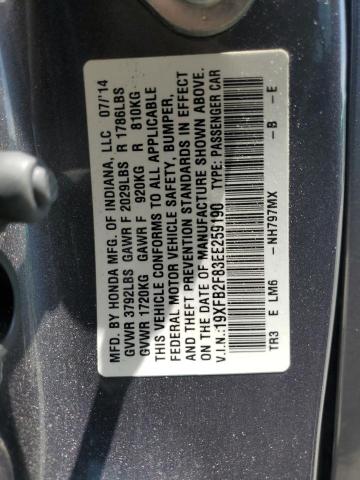 MFD. BY HONDA MFG. OF INDIANA, LLC 07/'14
GVWR 3792LBS GAWR F 2029LBS R 1786LBS
GVWR 1720KG GAWR F 920KG R 810KG
THIS VEHICLE CONFORMS TO ALL APPLICABLE
FEDERAL MOTOR VEHICLE SAFETY, BUMPER,
AND THEFT PREVENTION STANDARDS IN EFFECT
ON THE DATE OF MANUFACTURE SHOWN ABOVE.
V.I.N.:19XFB2F83EE259190 TYPE: PASSENGER CAR
TR3 E LM6 -NH797MX -B -E